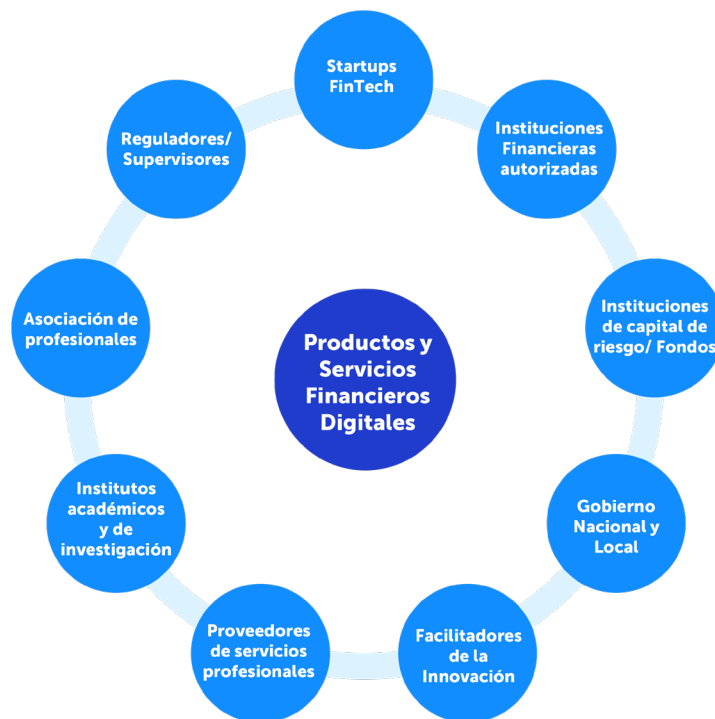 Startups
FinTech
Instituciones
Financieras
autorizadas
Instituciones
de capital de
riesgo/ Fondos
Gobierno
Nacional y
Local
Facilitadores
de la
Innovación
Proveedores
de servicios
profesionales
Institutos
académicos
y de
investigación
Asociación de
profesionales
Reguladores/
Supervisores
Productos y
Servicios
Financieros
Digitales